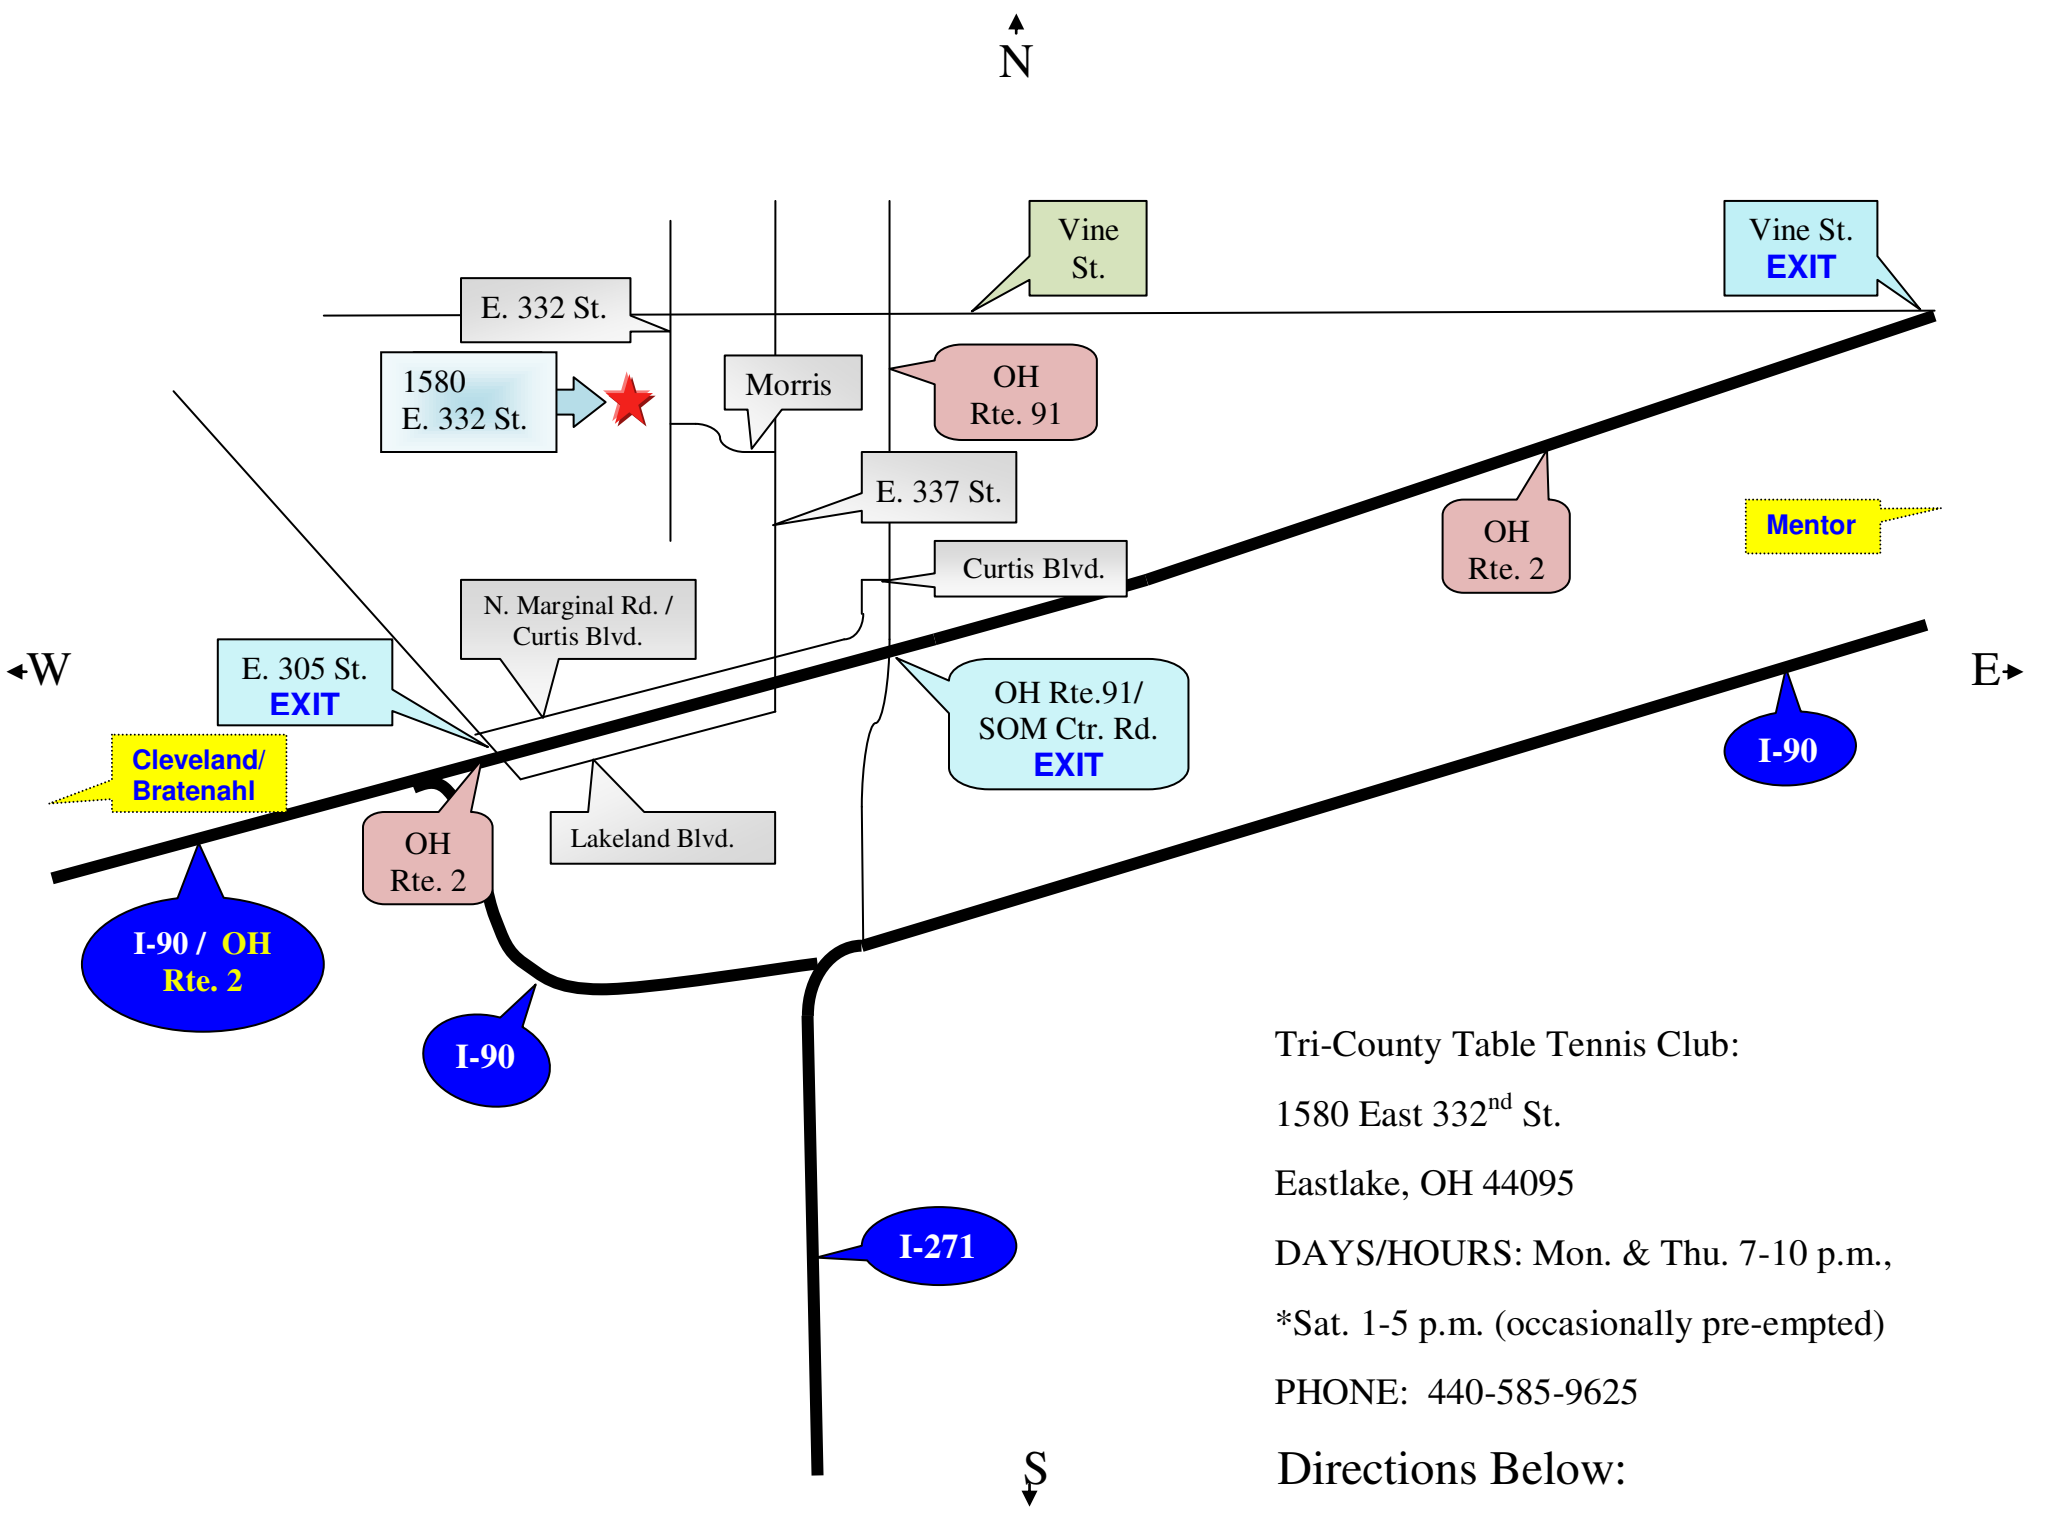 N
Vine
St.
Vine St.
EXIT
E. 332 St.
1580
E. 332 St.
Morris
OH
Rte. 91
E. 337 St.
OH
Rte. 2
Mentor
Curtis Blvd.
N. Marginal Rd. /
Curtis Blvd.
W
E. 305 St.
EXIT
OH Rte.91/
SOM Ctr. Rd.
EXIT
E
I-90
Cleveland/
Bratenahl
OH
Rte. 2
Lakeland Blvd.
I-90 / OH
Rte. 2
I-90
I-271
S
Tri-County Table Tennis Club:
1580 East 332nd St.
Eastlake, OH 44095
DAYS/HOURS: Mon. & Thu. 7-10 p.m.,
*Sat. 1-5 p.m. (occasionally pre-empted)
PHONE: 440-585-9625
Directions Below: